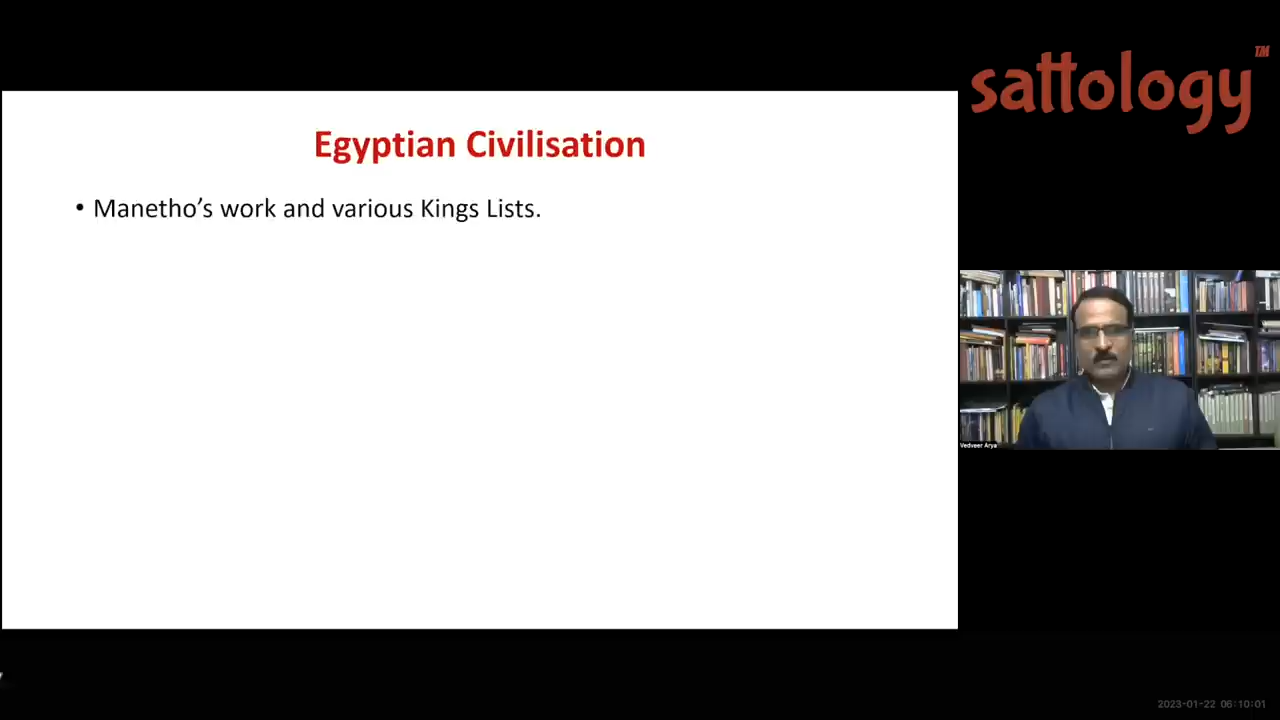 sattology™
Egyptian Civilisation
• Manetho's work and various Kings Lists.
Vedveer Arya
2023-01-22 06:10:01